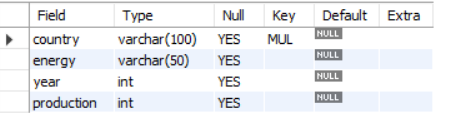 Field Type Null Key Default Extra
country varchar(100) YES MUL NULL
energy varchar(50) YES NULL
year int YES NULL
production int YES NULL